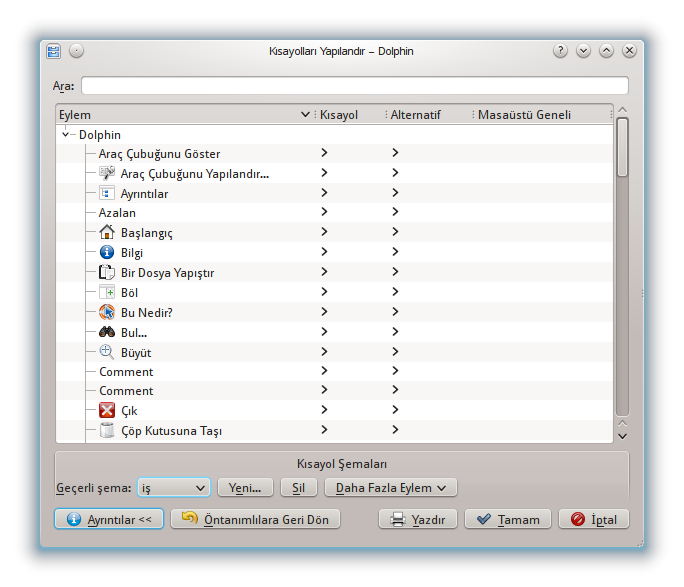 Kısayolları Yapılandır – Dolphin
Ara:
Eylem Kısayol Alternatif Masaüstü Geneli
Dolphin
Araç Çubuğunu Göster
Araç Çubuğunu Yapılandır...
Ayrıntılar
Azalan
Başlangıç
Bilgi
Bir Dosya Yapıştır
Böl
Bu Nedir?
Bul...
Büyüt
Comment
Comment
Çık
Çöp Kutusuna Taşı
Kısayol Şemaları
Geçerli şema: iş Yeni... Sil Daha Fazla Eylem
Ayrıntılar << Öntanımlılara Geri Dön Yazdır Tamam İptal